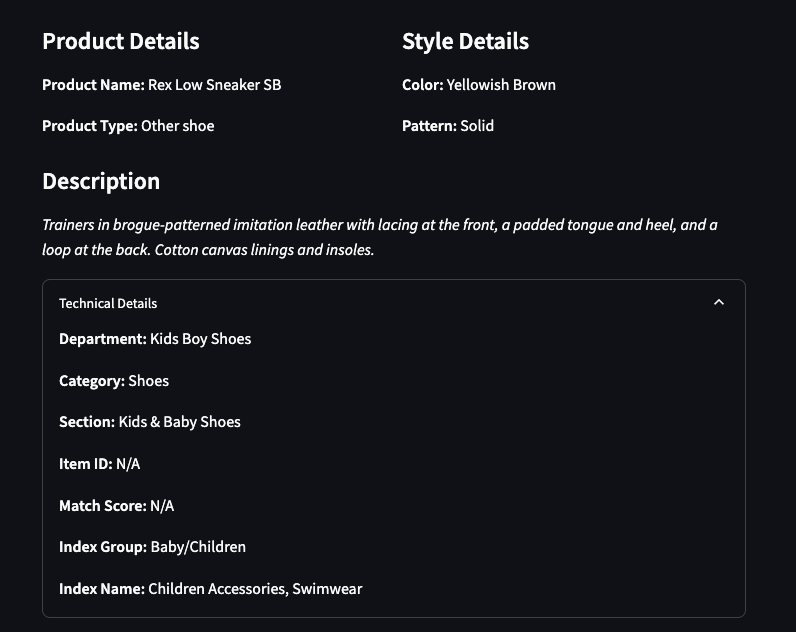 Product Details
Product Name: Rex Low Sneaker SB
Product Type: Other shoe
Style Details
Color: Yellowish Brown
Pattern: Solid
Description
Trainers in brogue-patterned imitation leather with lacing at the front, a padded tongue and heel, and a
loop at the back. Cotton canvas linings and insoles.
Technical Details
Department: Kids Boy Shoes
Category: Shoes
Section: Kids & Baby Shoes
Item ID: N/A
Match Score: N/A
Index Group: Baby/Children
Index Name: Children Accessories, Swimwear